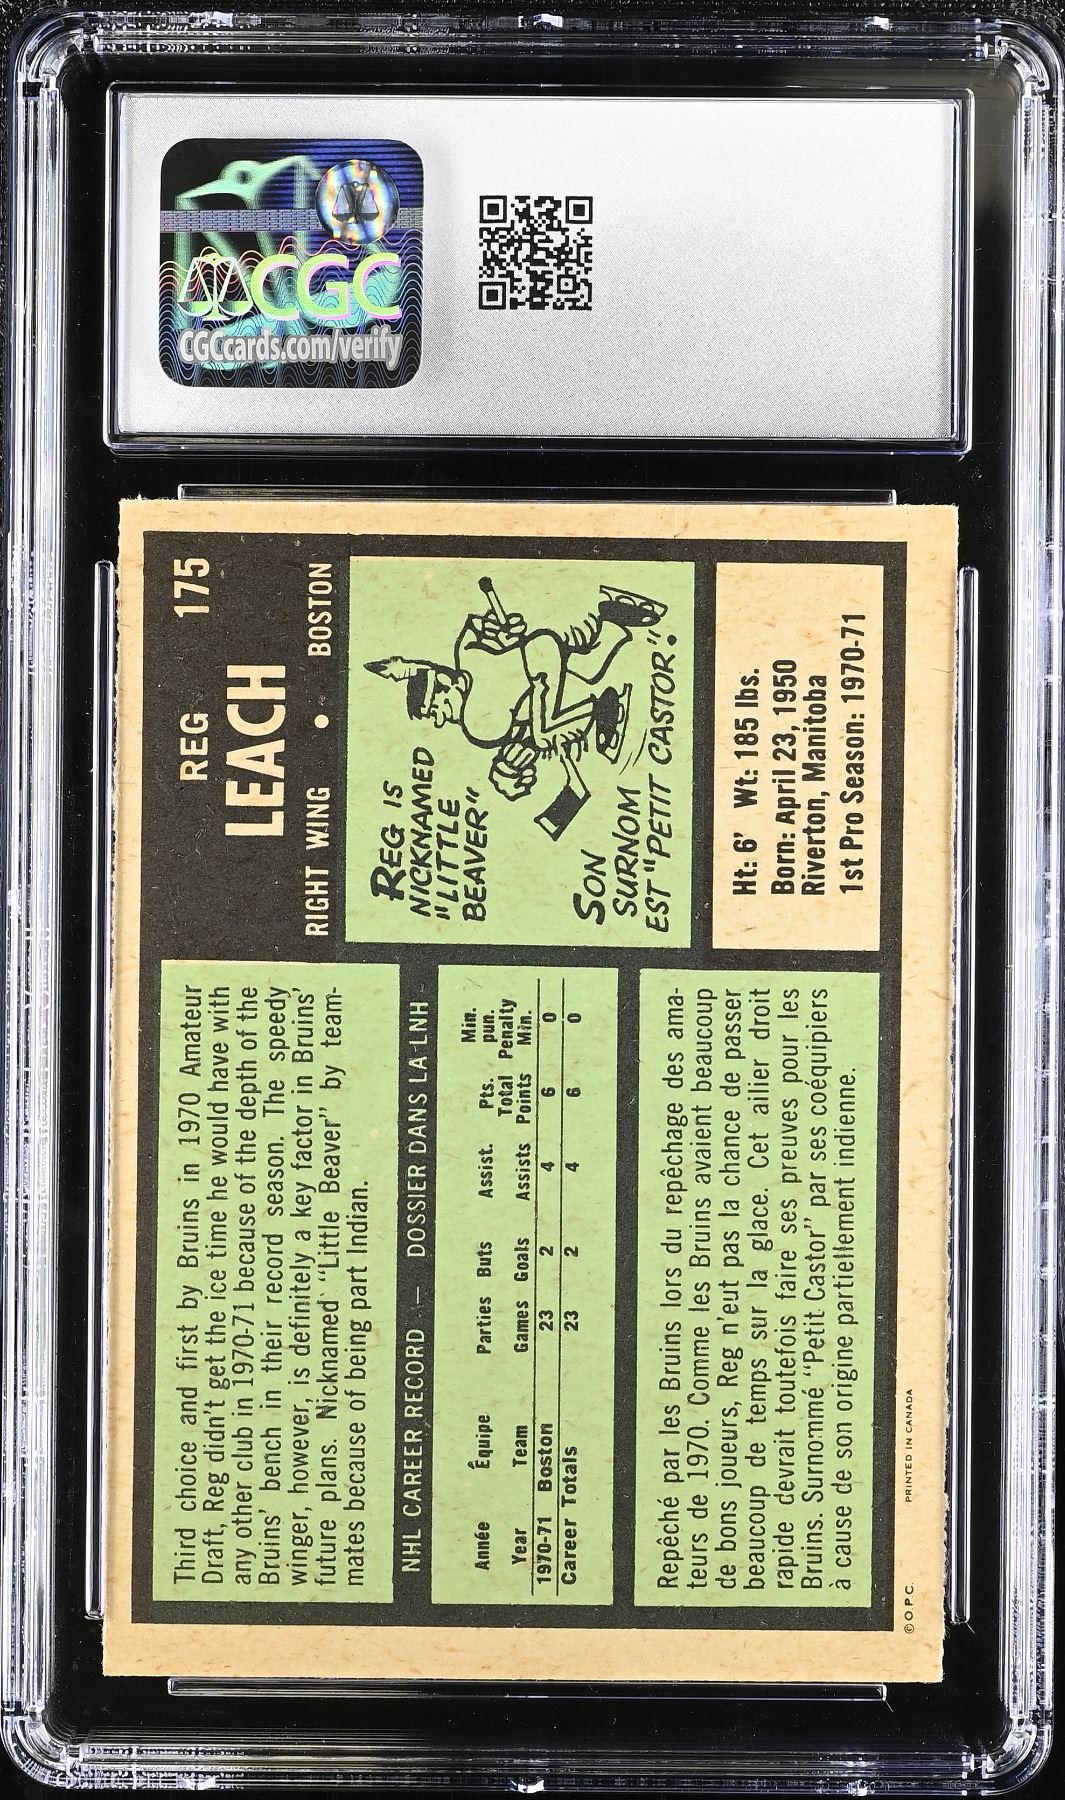 CGC
CGCcards.com/verify
REG 175
LEACH
RIGHT WING • BOSTON
REG IS
NICKNAMED
"LITTLE
BEAVER"
SON
SURNOM
EST "PETIT CASTOR".
Ht: 6' Wt: 185 lbs.
Born: April 23, 1950
Riverton, Manitoba
1st Pro Season: 1970-71
Third choice and first by Bruins in 1970 Amateur
Draft, Reg didn't get the ice time he would have with
any other club in 1970-71 because of the depth of the
Bruins' bench in their record season. The speedy
winger, however, is definitely a key factor in Bruins'
future plans. Nicknamed "Little Beaver" by team-
mates because of being part Indian.
NHL CAREER RECORD — DOSSIER DANS LA LNH
Min.
Pts. pun.
Année Équipe Parties Buts Assist. Total Penalty
Year Team Games Goals Assists Points Min.
1970-71 Boston 23 2 4 6 0
Career Totals 23 2 4 6 0
Repêché par les Bruins lors du repêchage des ama-
teurs de 1970. Comme les Bruins avaient beaucoup
de bons joueurs, Reg n'eut pas la chance de passer
beaucoup de temps sur la glace. Cet ailier droit
rapide devrait toutefois faire ses preuves pour les
Bruins. Surnommé "Petit Castor" par ses coéquipiers
à cause de son origine partiellement indienne.
© O.P.C. PRINTED IN CANADA